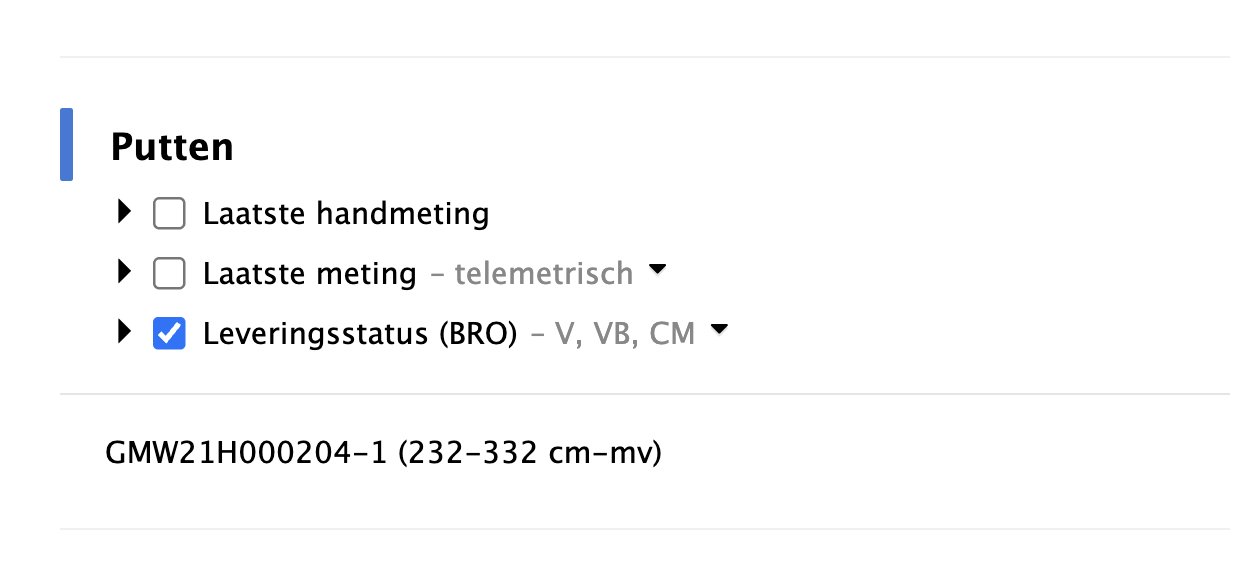 Putten
Laatste handmeting
Laatste meting – telemetrisch
Leveringsstatus (BRO) – V, VB, CM
GMW21H000204-1 (232-332 cm-mv)